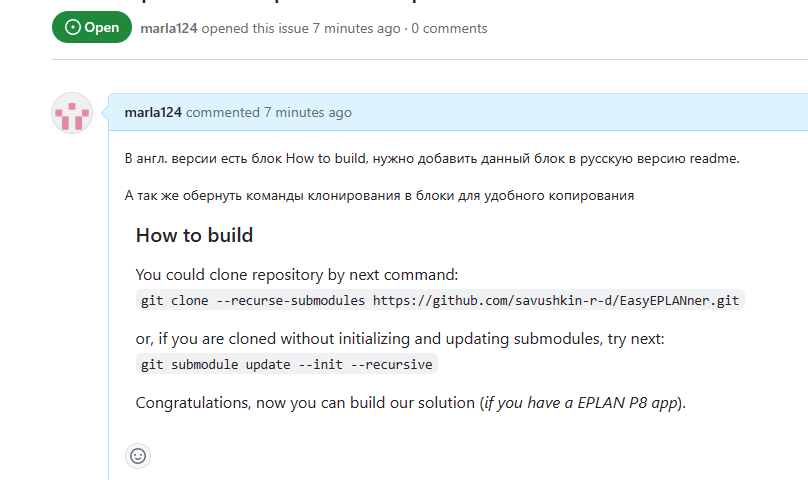 Open
marla124 opened this issue 7 minutes ago · 0 comments
marla124 commented 7 minutes ago
В англ. версии есть блок How to build, нужно добавить данный блок в русскую версию readme.
А так же обернуть команды клонирования в блоки для удобного копирования
How to build
You could clone repository by next command:
git clone --recurse-submodules https://github.com/savushkin-r-d/EasyEPLANner.git
or, if you are cloned without initializing and updating submodules, try next:
git submodule update --init --recursive
Congratulations, now you can build our solution (if you have a EPLAN P8 app).